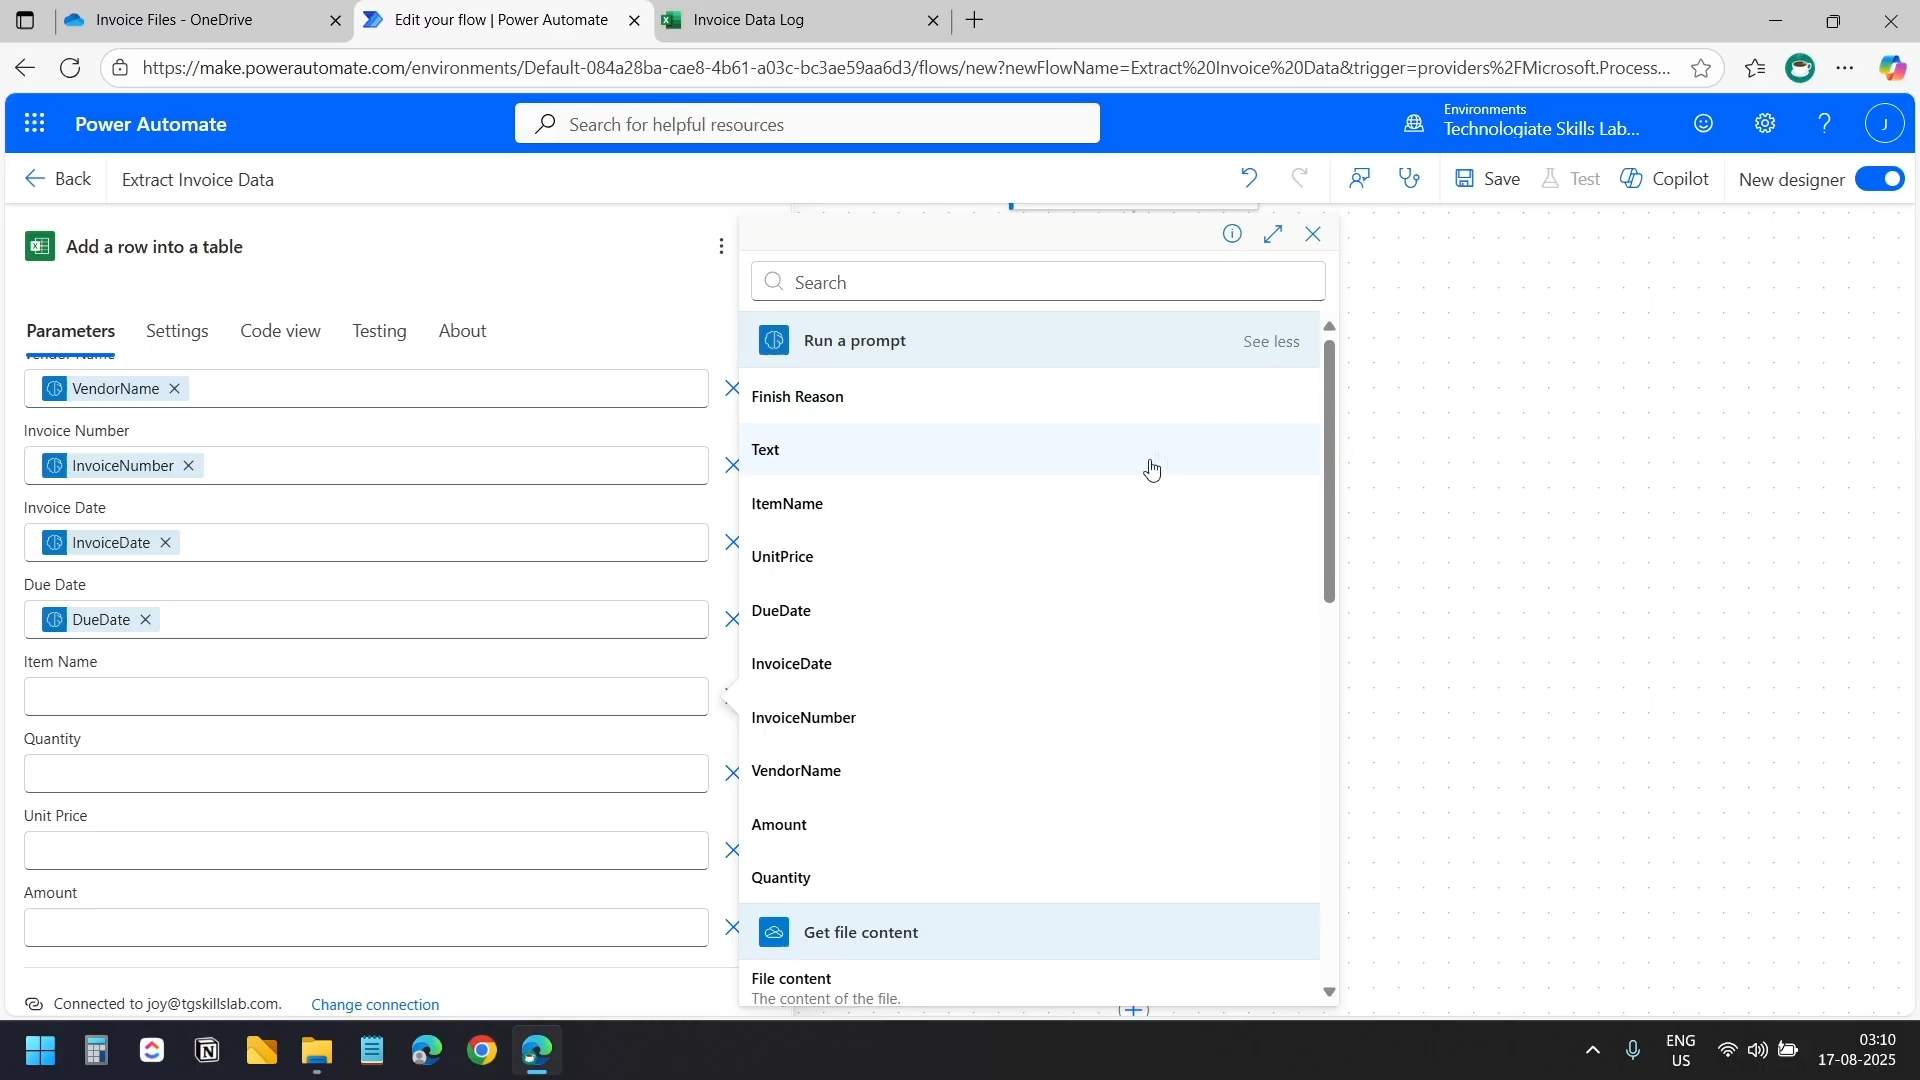 Invoice Files - OneDrive
Edit your flow | Power Automate
Invoice Data Log
https://make.powerautomate.com/environments/Default-084a28ba-cae8-4b61-a03c-bc3ae59aa6d3/flows/new?newFlowName=Extract%20Invoice%20Data&trigger=providers%2FMicrosoft.Process...
Power Automate
Search for helpful resources
Environments
Technologiate Skills Lab...
J
Back
Extract Invoice Data
Save
Test
Copilot
New designer
Add a row into a table
Parameters
Settings
Code view
Testing
About
Vendor Name
VendorName
Invoice Number
InvoiceNumber
Invoice Date
InvoiceDate
Due Date
DueDate
Item Name
Quantity
Unit Price
Amount
Connected to joy@tgskillslab.com.
Change connection
Search
Run a prompt
See less
Finish Reason
Text
ItemName
UnitPrice
DueDate
InvoiceDate
InvoiceNumber
VendorName
Amount
Quantity
Get file content
File content
The content of the file.
ENG
US
03:10
17-08-2025